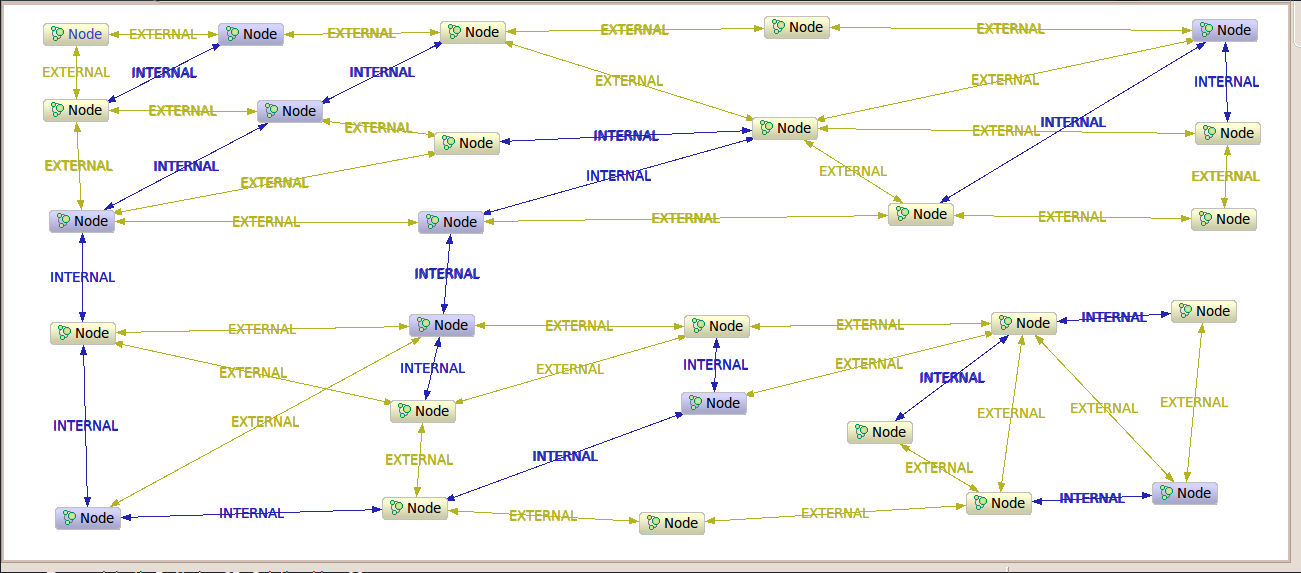 Node EXTERNAL Node EXTERNAL Node EXTERNAL Node EXTERNAL Node
EXTERNAL INTERNAL INTERNAL EXTERNAL EXTERNAL INTERNAL
Node EXTERNAL Node EXTERNAL Node INTERNAL Node EXTERNAL INTERNAL Node
EXTERNAL INTERNAL EXTERNAL INTERNAL EXTERNAL EXTERNAL
Node EXTERNAL Node EXTERNAL Node EXTERNAL Node
INTERNAL INTERNAL
Node EXTERNAL Node EXTERNAL Node EXTERNAL Node INTERNAL Node
EXTERNAL INTERNAL EXTERNAL INTERNAL EXTERNAL INTERNAL
Node Node EXTERNAL EXTERNAL EXTERNAL
INTERNAL EXTERNAL Node
EXTERNAL INTERNAL EXTERNAL
Node INTERNAL Node EXTERNAL Node EXTERNAL Node INTERNAL Node